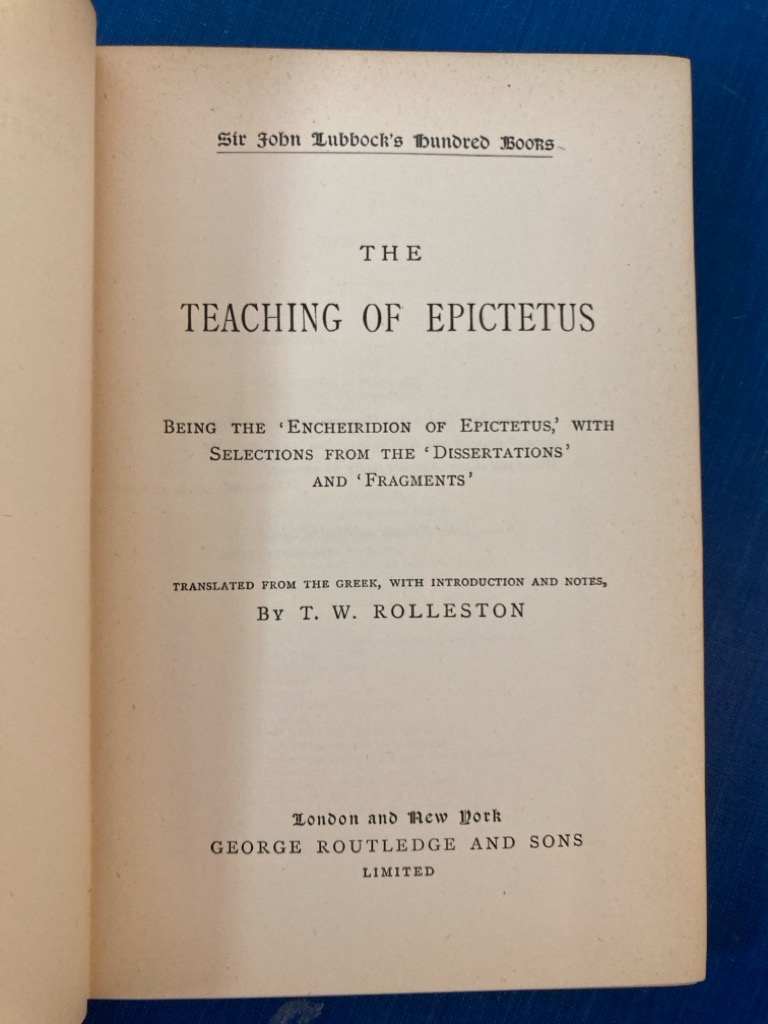 Sir John Lubbock's Hundred Books
THE
TEACHING OF EPICTETUS
BEING THE ‘ENCHEIRIDION OF EPICTETUS,’ WITH
SELECTIONS FROM THE ‘DISSERTATIONS’
AND ‘FRAGMENTS’
TRANSLATED FROM THE GREEK, WITH INTRODUCTION AND NOTES,
BY T. W. ROLLESTON
London and New York
GEORGE ROUTLEDGE AND SONS
LIMITED